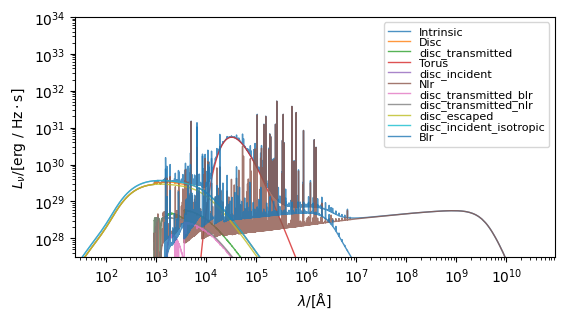 10^34
10^33
10^32
10^31
10^30
10^29
10^28
L_ν/[erg / Hz · s]
Intrinsic
Disc
disc_transmitted
Torus
disc_incident
Nlr
disc_transmitted_blr
disc_transmitted_nlr
disc_escaped
disc_incident_isotropic
Blr
10^2 10^3 10^4 10^5 10^6 10^7 10^8 10^9 10^10
λ/[Å]